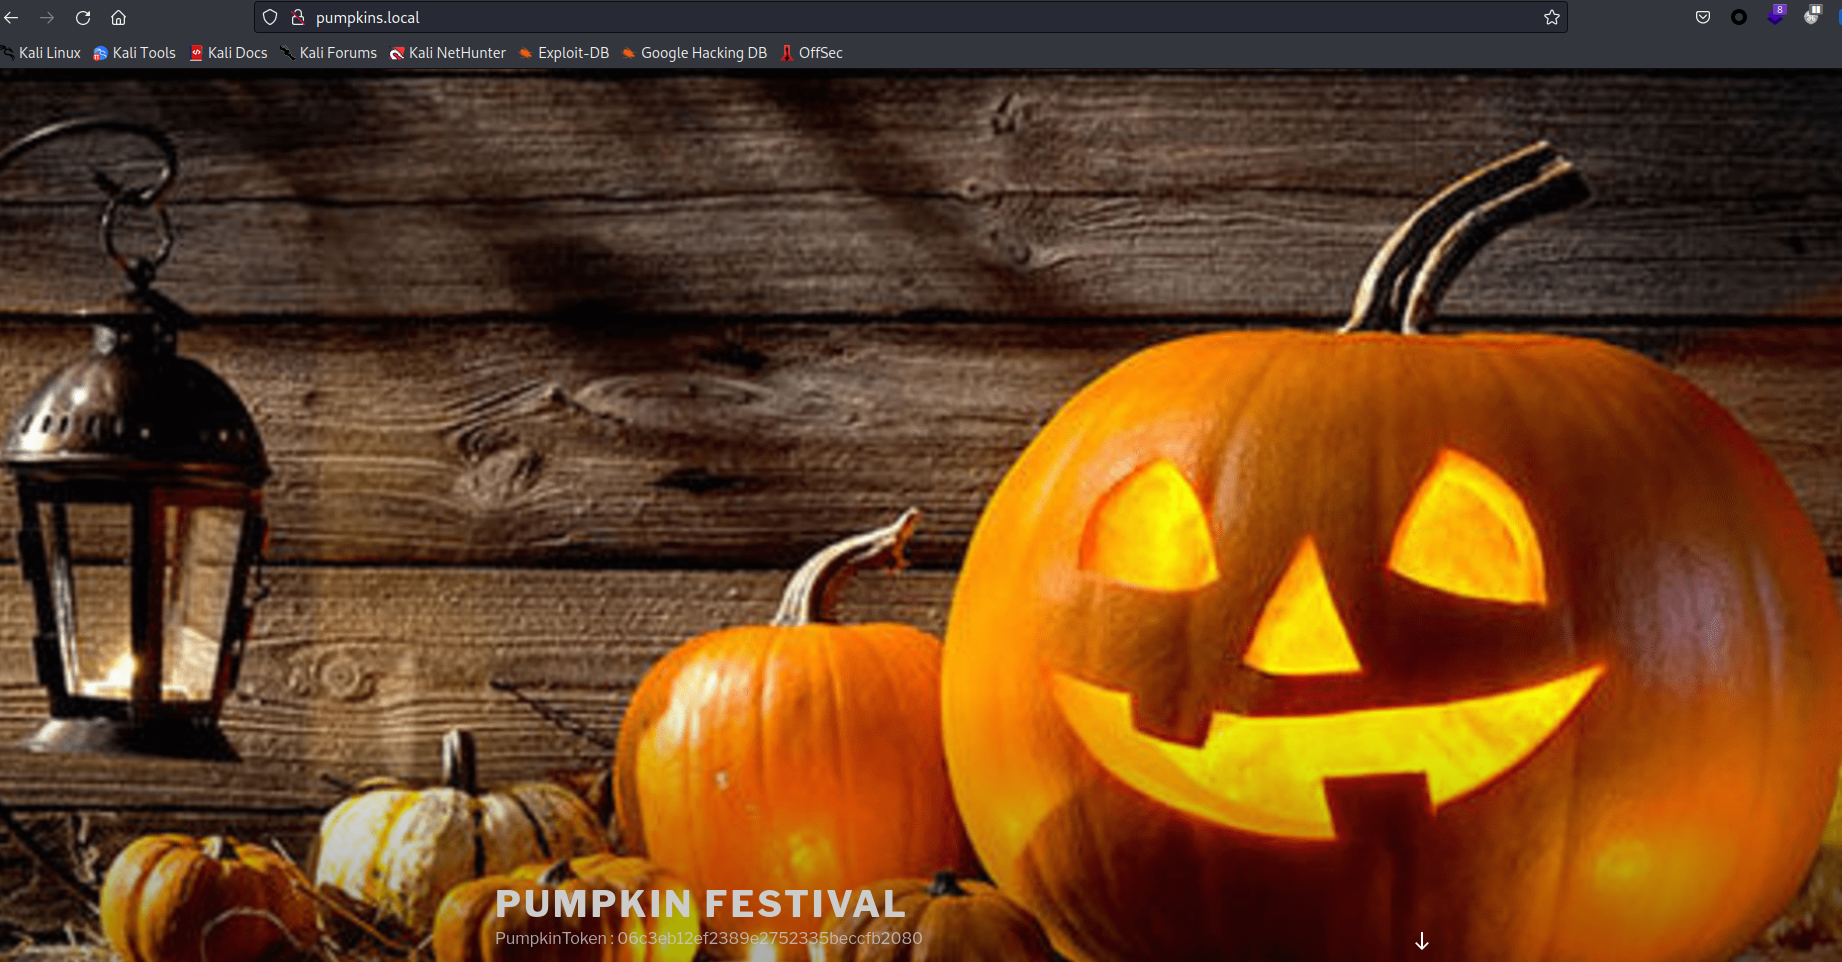 pumpkins.local
8
Kali Linux
Kali Tools
Kali Docs
Kali Forums
Kali NetHunter
Exploit-DB
Google Hacking DB
OffSec
PUMPKIN FESTIVAL
PumpkinToken : 06c3eb12ef2389e2752335beccfb2080